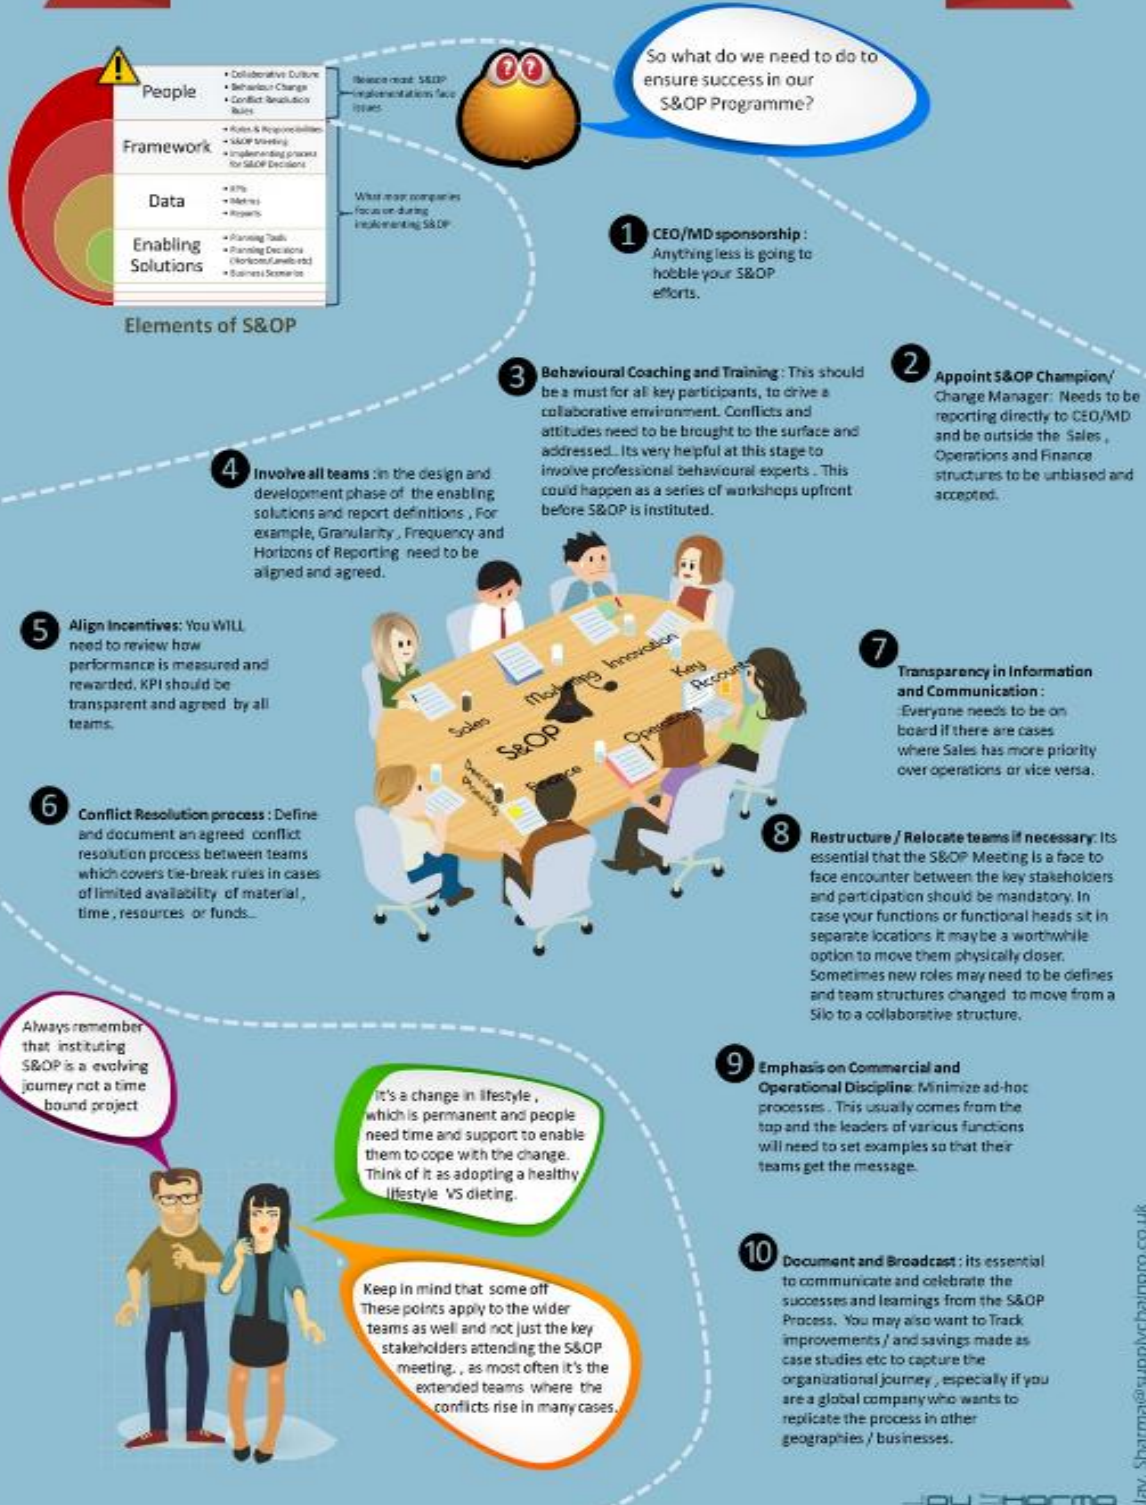 People
• Collaborative Culture
• Behaviour Change
• Conflict Resolution
Rules
Reason most S&OP
implementations face
issues
Framework
• Roles & Responsibilities
• S&OP Meeting
• Implementing process
for S&OP Decisions
Data
• KPIs
• Metrics
• Reports
What most companies
focus on during
implementing S&OP
Enabling
Solutions
• Planning Tools
• Planning Decisions
(Horizons/Levels etc)
• Business Scenarios
Elements of S&OP
??
So what do we need to do to
ensure success in our
S&OP Programme?
1
CEO/MD sponsorship :
Anything less is going to
hobble your S&OP
efforts.
2
Appoint S&OP Champion/
Change Manager: Needs to be
reporting directly to CEO/MD
and be outside the Sales ,
Operations and Finance
structures to be unbiased and
accepted.
3
Behavioural Coaching and Training : This should
be a must for all key participants, to drive a
collaborative environment. Conflicts and
attitudes need to be brought to the surface and
addressed.. Its very helpful at this stage to
involve professional behavioural experts . This
could happen as a series of workshops upfront
before S&OP is instituted.
4
Involve all teams :in the design and
development phase of the enabling
solutions and report definitions , For
example, Granularity , Frequency and
Horizons of Reporting need to be
aligned and agreed.
5
Align Incentives: You WILL
need to review how
performance is measured and
rewarded. KPI should be
transparent and agreed by all
teams.
Sales
Marketing
Innovation
Key
Accounts
S&OP
Operations
Finance
6
Conflict Resolution process : Define
and document an agreed conflict
resolution process between teams
which covers tie-break rules in cases
of limited availability of material ,
time , resources or funds...
7
Transparency in Information
and Communication :
:Everyone needs to be on
board if there are cases
where Sales has more priority
over operations or vice versa.
8
Restructure / Relocate teams if necessary: Its
essential that the S&OP Meeting is a face to
face encounter between the key stakeholders
and participation should be mandatory. In
case your functions or functional heads sit in
separate locations it may be a worthwhile
option to move them physically closer.
Sometimes new roles may need to be defines
and team structures changed to move from a
Silo to a collaborative structure.
9
Emphasis on Commercial and
Operational Discipline: Minimize ad-hoc
processes . This usually comes from the
top and the leaders of various functions
will need to set examples so that their
teams get the message.
10
Document and Broadcast : its essential
to communicate and celebrate the
successes and learnings from the S&OP
Process. You may also want to Track
improvements / and savings made as
case studies etc to capture the
organizational journey , especially if you
are a global company who wants to
replicate the process in other
geographies / businesses.
Always remember
that instituting
S&OP is a evolving
journey not a time
bound project
It's a change in lifestyle ,
which is permanent and people
need time and support to enable
them to cope with the change.
Think of it as adopting a healthy
lifestyle VS dieting.
Keep in mind that some off
These points apply to the wider
teams as well and not just the key
stakeholders attending the S&OP
meeting. , as most often it's the
extended teams where the
conflicts rise in many cases.
Jay_Sharma@supplychainpro.co.uk